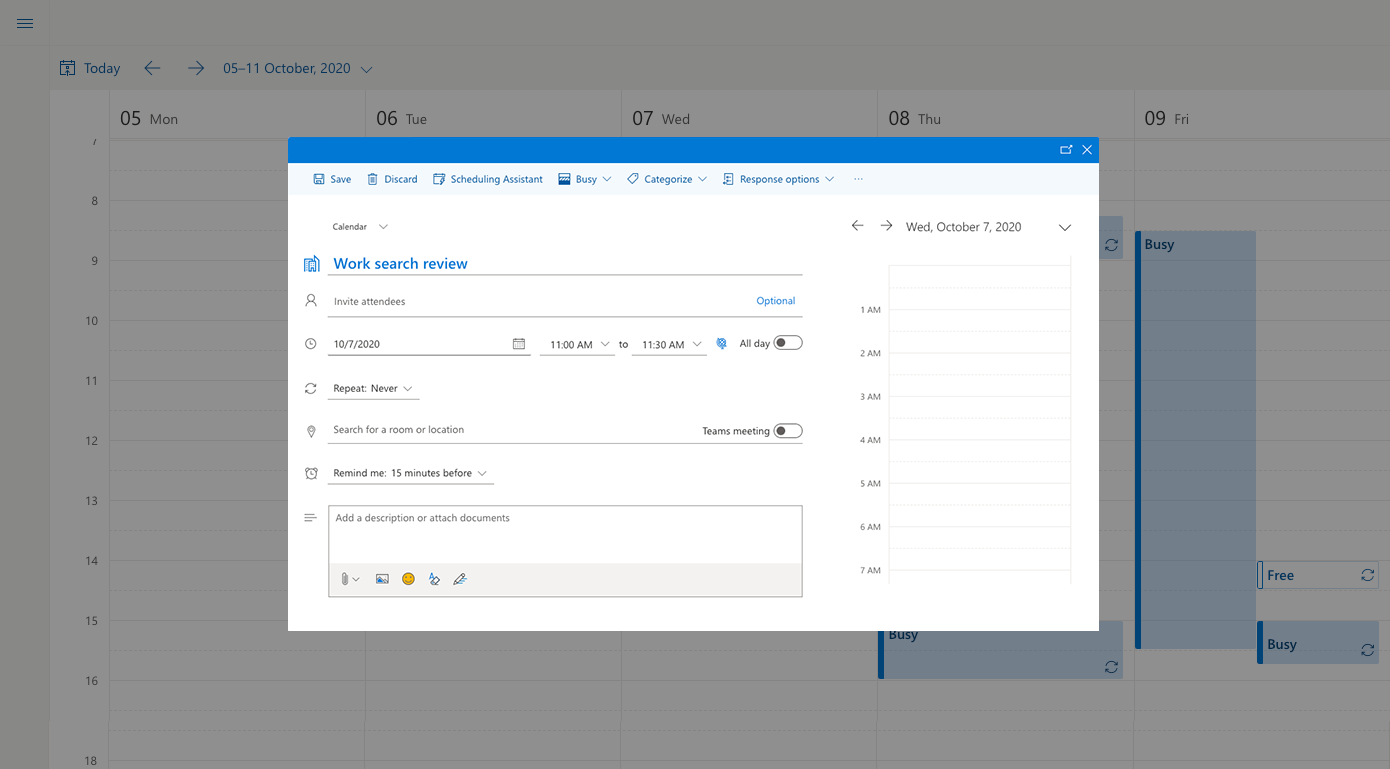 Today 05–11 October, 2020
05 Mon 06 Tue 07 Wed 08 Thu 09 Fri
7
Save Discard Scheduling Assistant Busy Categorize Response options ...
8
Calendar
Wed, October 7, 2020
Busy
9
Work search review
Invite attendees Optional
1 AM
10
10/7/2020 11:00 AM to 11:30 AM All day
2 AM
11
Repeat: Never
3 AM
Search for a room or location Teams meeting
12
4 AM
Remind me: 15 minutes before
5 AM
13
Add a description or attach documents
6 AM
14
7 AM
Free
15
Busy
Busy
16
18